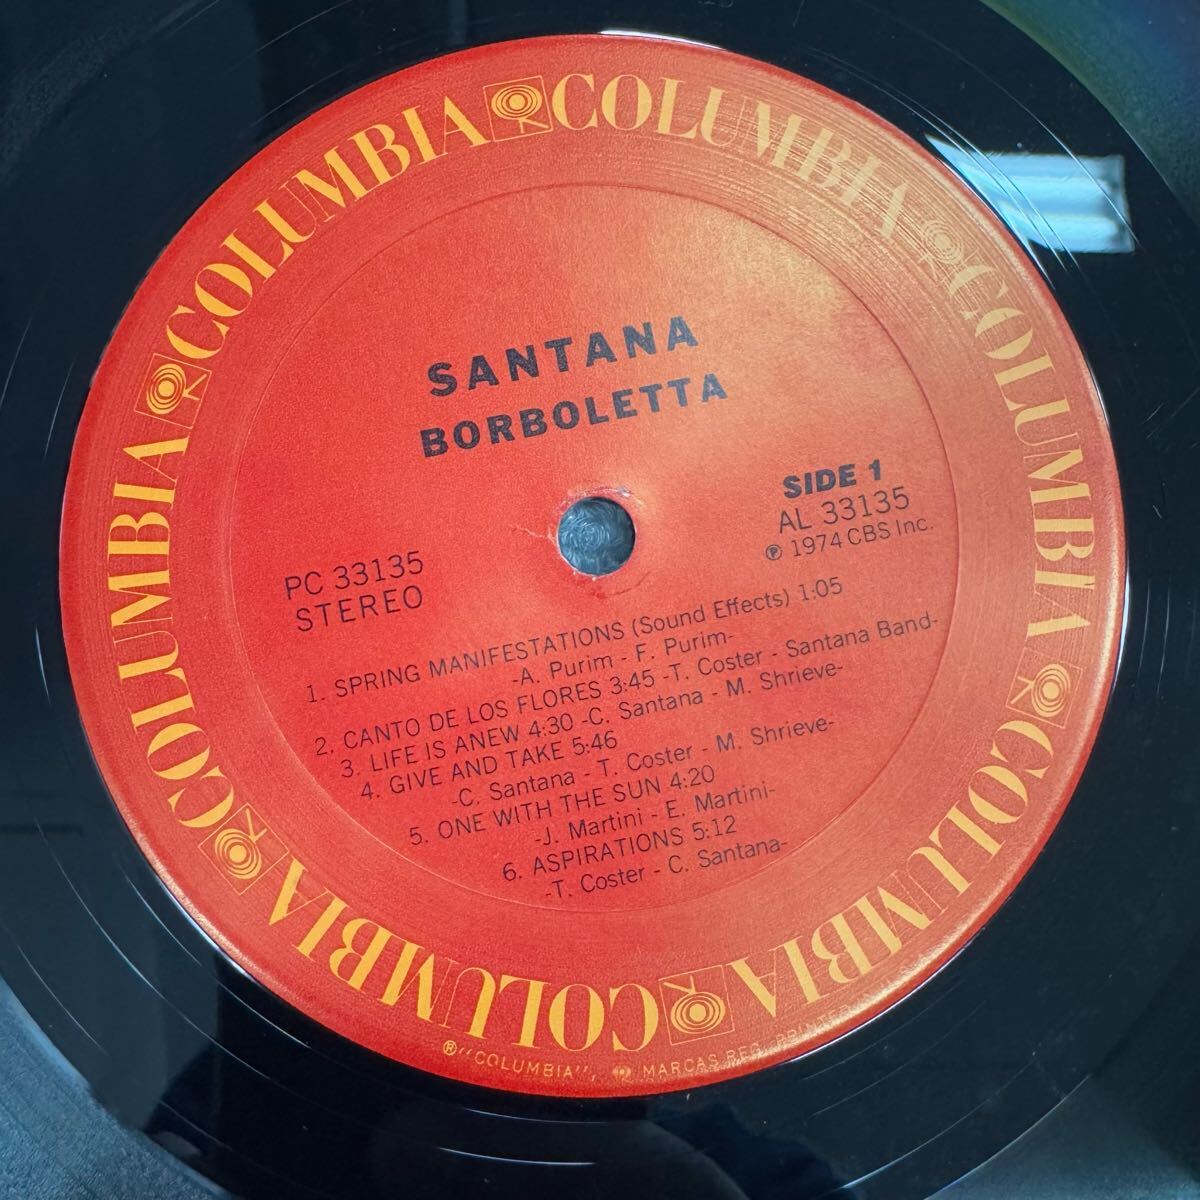 COLUMBIA COLUMBIA COLUMBIA COLUMBIA COLUMBIA COLUMBIA
SANTANA
BORBOLETTA
SIDE 1
AL 33135
℗ 1974 CBS Inc.
PC 33135
STEREO
1. SPRING MANIFESTATIONS (Sound Effects) 1:05
-A. Purim - F. Purim-
2. CANTO DE LOS FLORES 3:45 -T. Coster - Santana Band-
3. LIFE IS ANEW 4:30 -C. Santana - M. Shrieve-
4. GIVE AND TAKE 5:46
-C. Santana - T. Coster - M. Shrieve-
5. ONE WITH THE SUN 4:20
-J. Martini - E. Martini-
6. ASPIRATIONS 5:12
-T. Coster - C. Santana-
® "COLUMBIA", MARCAS REG. PRINTED